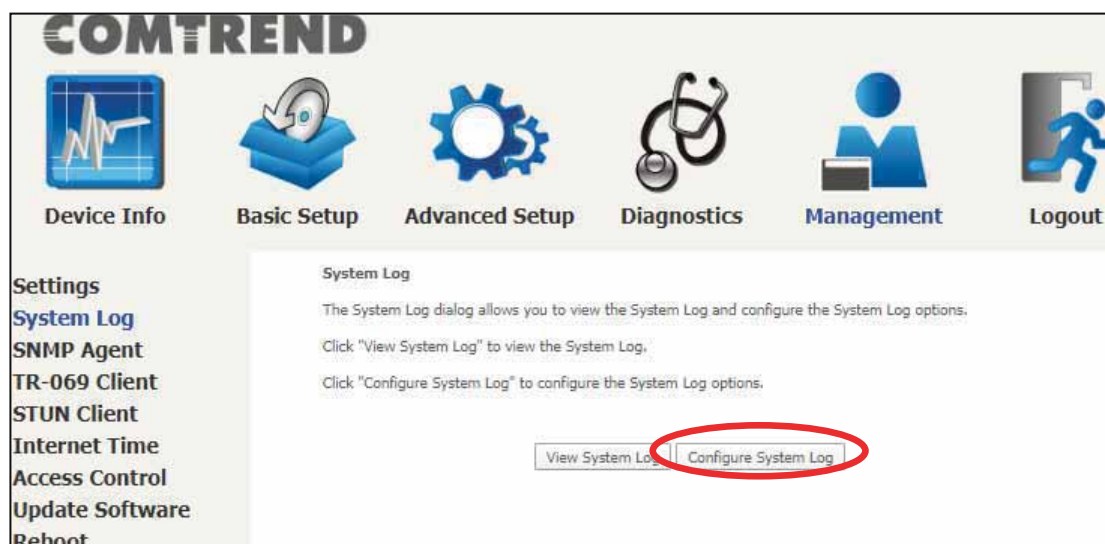 COMTREND
Device Info
Basic Setup
Advanced Setup
Diagnostics
Management
Logout
Settings
System Log
SNMP Agent
TR-069 Client
STUN Client
Internet Time
Access Control
Update Software
Reboot
System Log
The System Log dialog allows you to view the System Log and configure the System Log options.
Click "View System Log" to view the System Log.
Click "Configure System Log" to configure the System Log options.
View System Log
Configure System Log